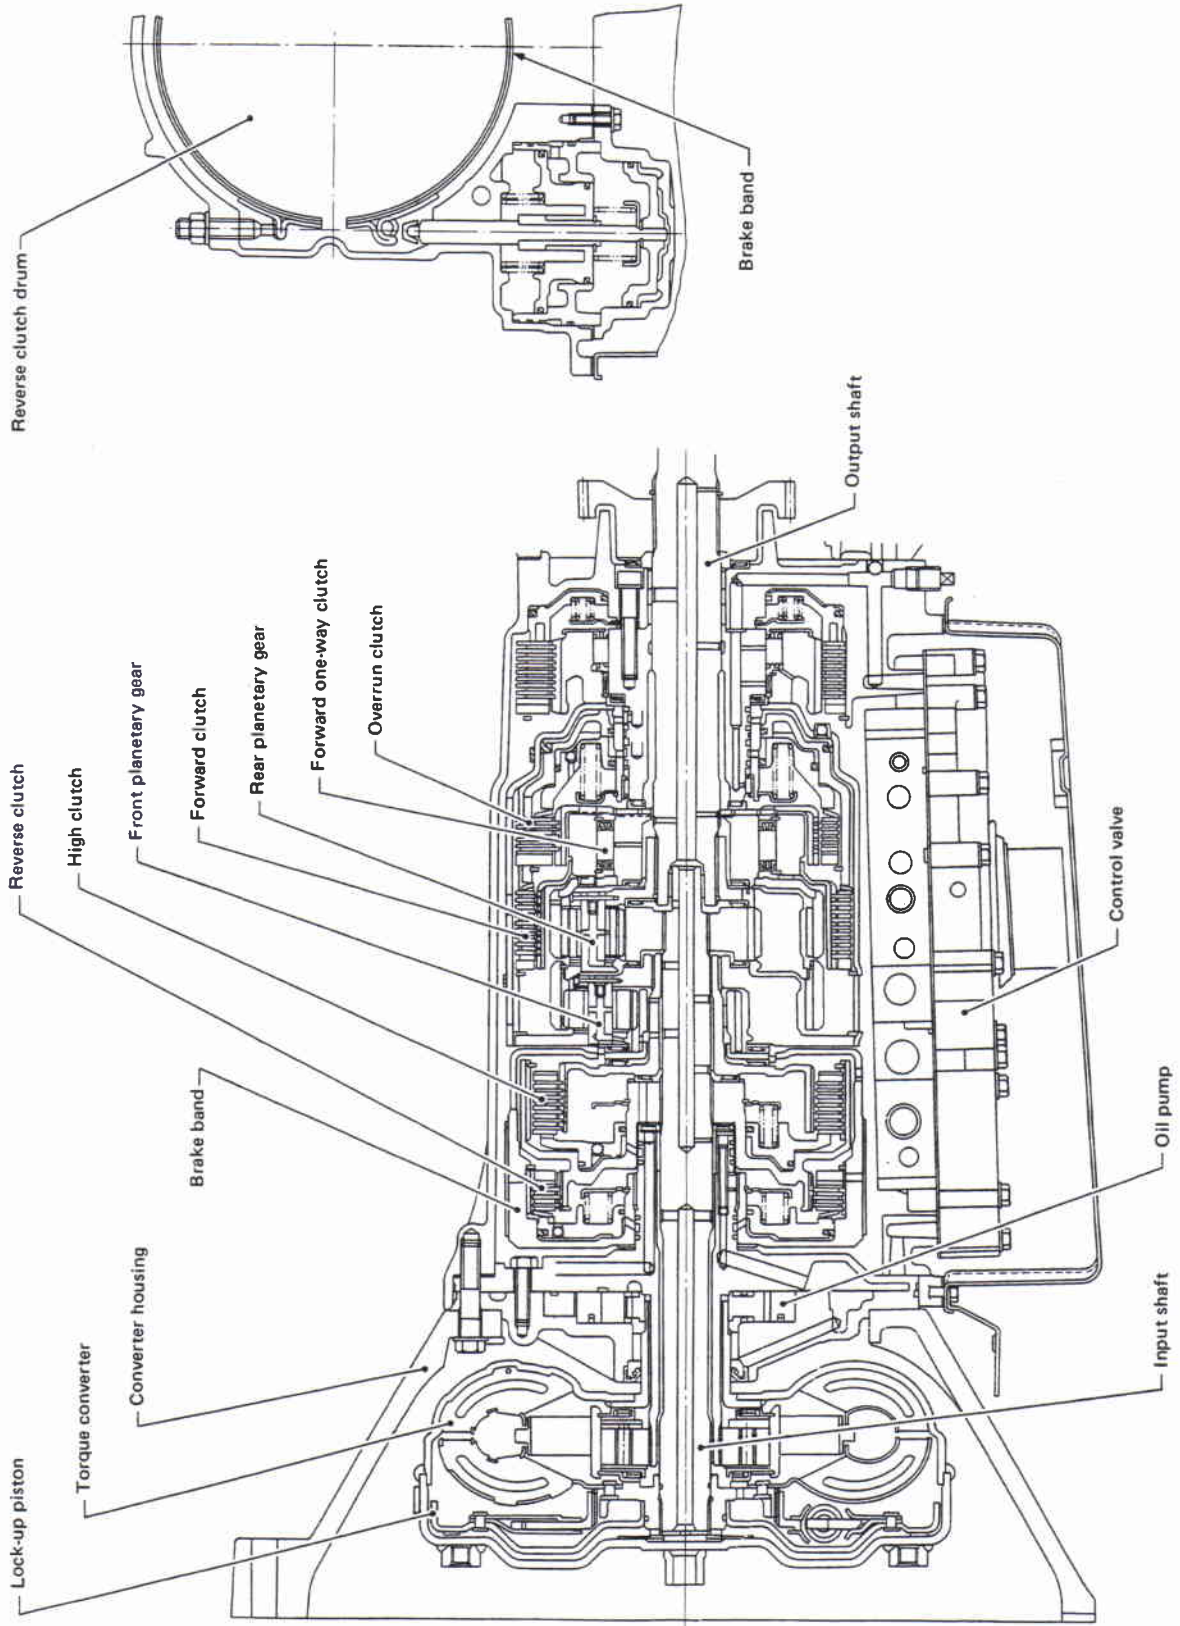 Lock-up piston
Torque converter
Converter housing
Brake band
Reverse clutch
High clutch
Front planetary gear
Forward clutch
Rear planetary gear
Forward one-way clutch
Overrun clutch
Reverse clutch drum
Input shaft
Oil pump
Control valve
Output shaft
Brake band